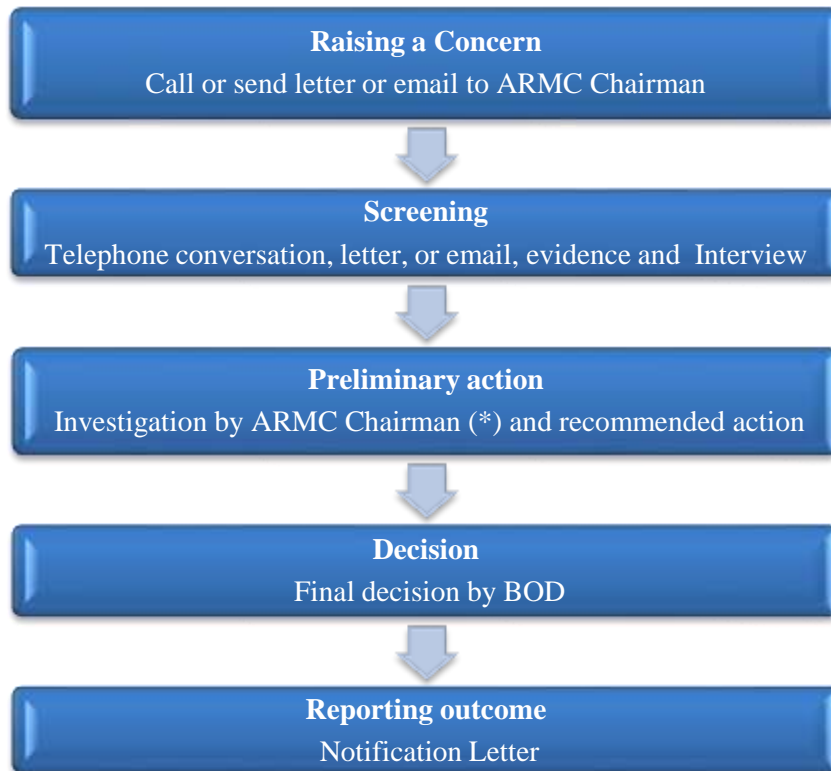 Raising a Concern
Call or send letter or email to ARMC Chairman
Screening
Telephone conversation, letter, or email, evidence and Interview
Preliminary action
Investigation by ARMC Chairman (*) and recommended action
Decision
Final decision by BOD
Reporting outcome
Notification Letter